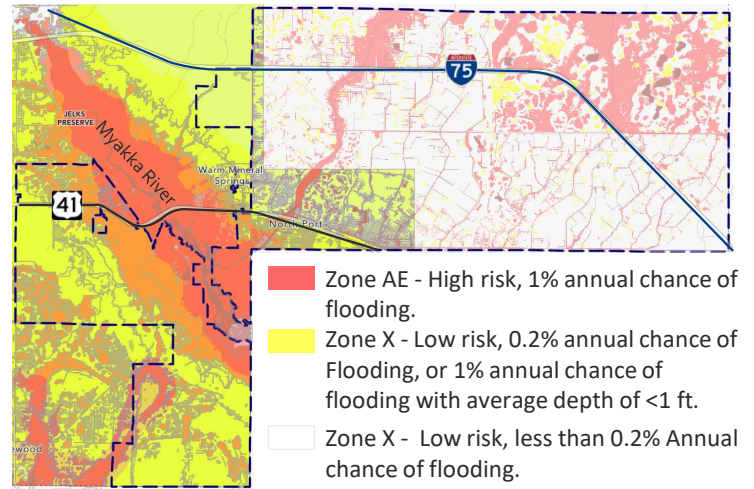 INTERSTATE
75
JELKS
PRESERVE
Myakka River
Warm Mineral
Springs
41
North Port
Zone AE - High risk, 1% annual chance of
flooding.
Zone X - Low risk, 0.2% annual chance of
Flooding, or 1% annual chance of
flooding with average depth of <1 ft.
Zone X - Low risk, less than 0.2% Annual
chance of flooding.
ewood